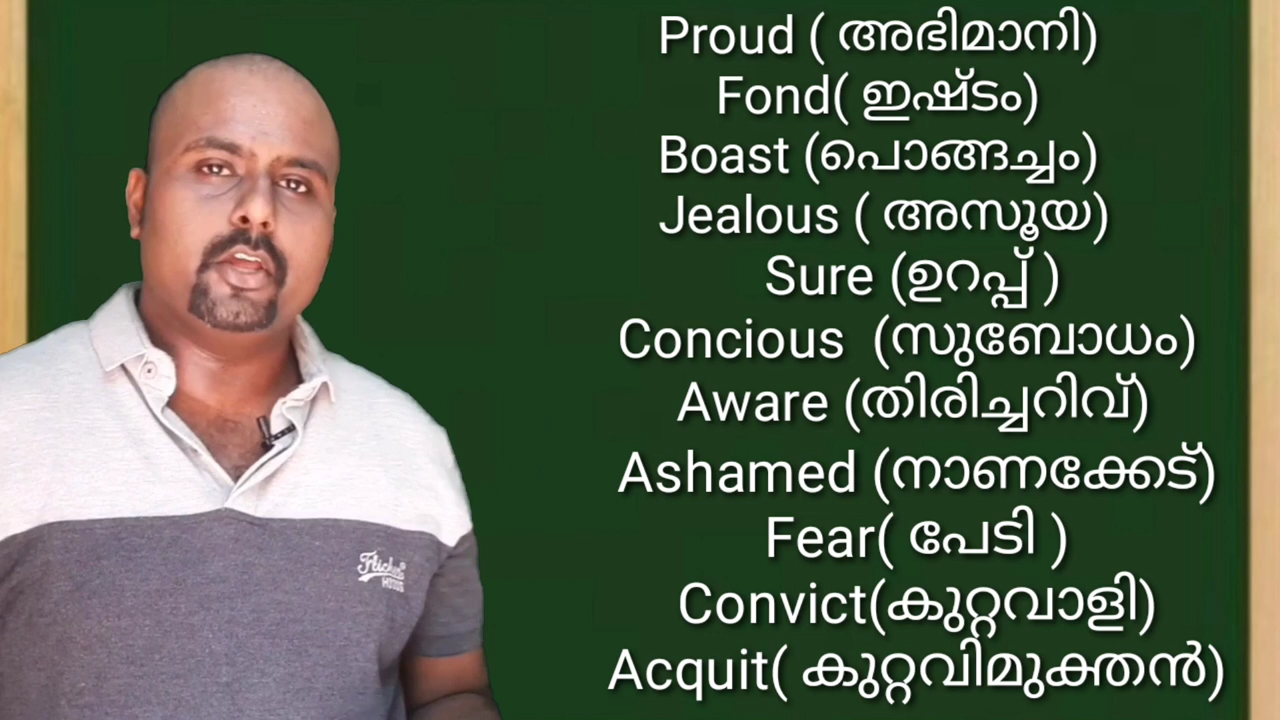 Proud ( അഭിമാനി)
Fond( ഇഷ്ടം)
Boast (പൊങ്ങച്ചം)
Jealous ( അസൂയ)
Sure (ഉറപ്പ് )
Concious (സുബോധം)
Aware (തിരിച്ചറിവ്)
Ashamed (നാണക്കേട്)
Fear( പേടി )
Convict(കുറ്റവാളി)
Acquit( കുറ്റവിമുക്തൻ)